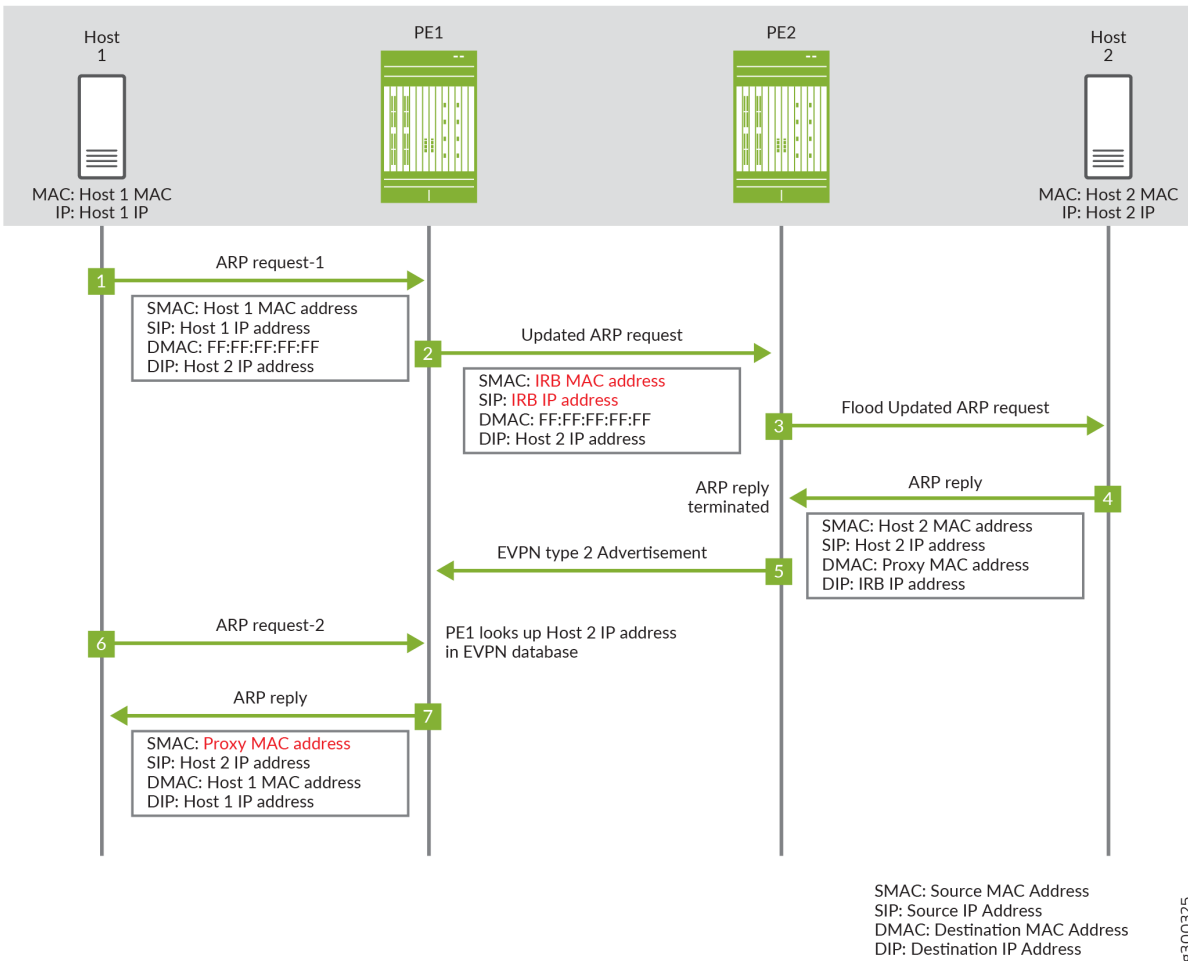 Host
1
PE1
PE2
Host
2
MAC: Host 1 MAC
IP: Host 1 IP
MAC: Host 2 MAC
IP: Host 2 IP
ARP request-1
1
SMAC: Host 1 MAC address
SIP: Host 1 IP address
DMAC: FF:FF:FF:FF:FF
DIP: Host 2 IP address
Updated ARP request
2
SMAC: IRB MAC address
SIP: IRB IP address
DMAC: FF:FF:FF:FF:FF
DIP: Host 2 IP address
Flood Updated ARP request
3
ARP reply
terminated
ARP reply
4
SMAC: Host 2 MAC address
SIP: Host 2 IP address
DMAC: Proxy MAC address
DIP: IRB IP address
EVPN type 2 Advertisement
5
ARP request-2
6
PE1 looks up Host 2 IP address
in EVPN database
ARP reply
7
SMAC: Proxy MAC address
SIP: Host 2 IP address
DMAC: Host 1 MAC address
DIP: Host 1 IP address
SMAC: Source MAC Address
SIP: Source IP Address
DMAC: Destination MAC Address
DIP: Destination IP Address
g300325